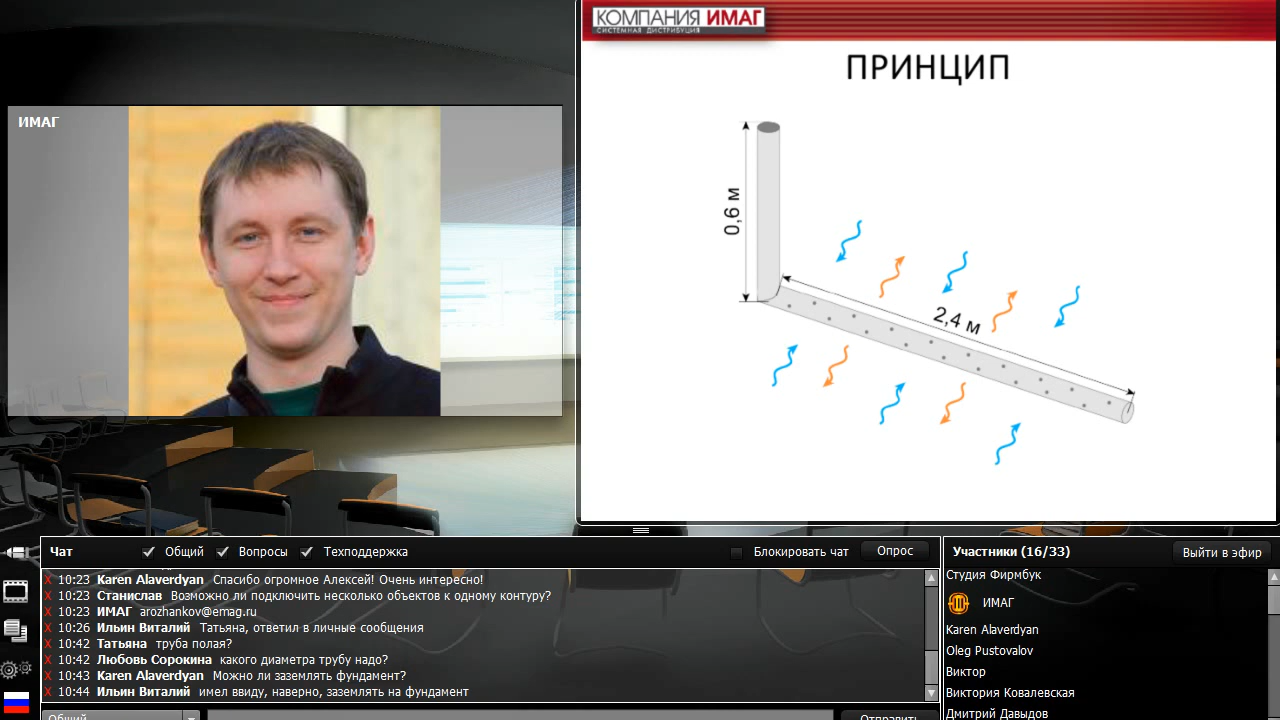 ИМАГ
КОМПАНИЯ ИМАГ
СИСТЕМНАЯ ДИСТРИБУЦИЯ
ПРИНЦИП
0,6 м
2,4 м
Чат Общий Вопросы Техподдержка Блокировать чат Опрос
X 10:23 Karen Alaverdyan Спасибо огромное Алексей! Очень интересно!
X 10:23 Станислав Возможно ли подключить несколько объектов к одному контуру?
X 10:23 ИМАГ arozhankov@emag.ru
X 10:26 Ильин Виталий Татьяна, ответил в личные сообщения
X 10:42 Татьяна труба полая?
X 10:42 Любовь Сорокина какого диаметра трубу надо?
X 10:43 Karen Alaverdyan Можно ли заземлять фундамент?
X 10:44 Ильин Виталий имел ввиду, наверно, заземлять на фундамент
Общий Отправить
Участники (16/33) Выйти в эфир
Студия Фирмбук
ИМАГ
Karen Alaverdyan
Oleg Pustovalov
Виктор
Виктория Ковалевская
Дмитрий Давыдов